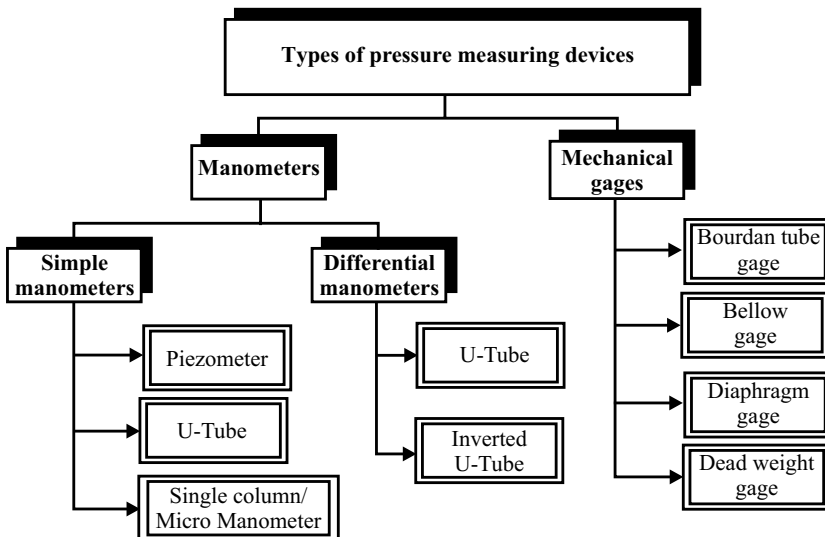 Types of pressure measuring devices
Manometers
Mechanical
gages
Simple
manometers
Differential
manometers
Piezometer
U-Tube
Single column/
Micro Manometer
U-Tube
Inverted
U-Tube
Bourdan tube
gage
Bellow
gage
Diaphragm
gage
Dead weight
gage